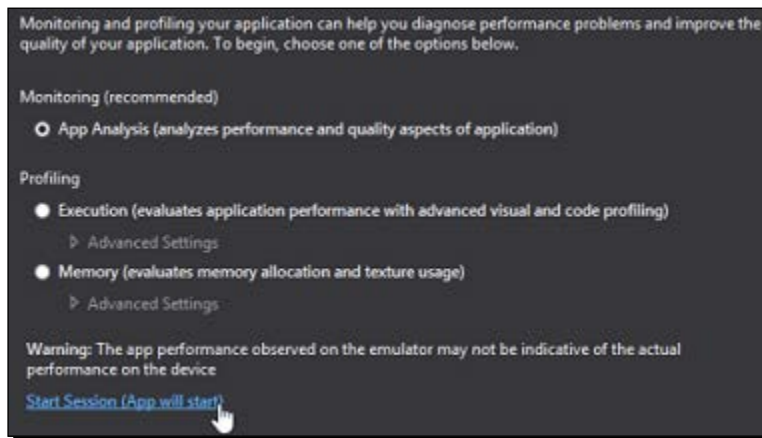 Monitoring and profiling your application can help you diagnose performance problems and improve the
quality of your application. To begin, choose one of the options below.
Monitoring (recommended)
App Analysis (analyzes performance and quality aspects of application)
Profiling
Execution (evaluates application performance with advanced visual and code profiling)
Advanced Settings
Memory (evaluates memory allocation and texture usage)
Advanced Settings
Warning: The app performance observed on the emulator may not be indicative of the actual
performance on the device
Start Session (App will start)